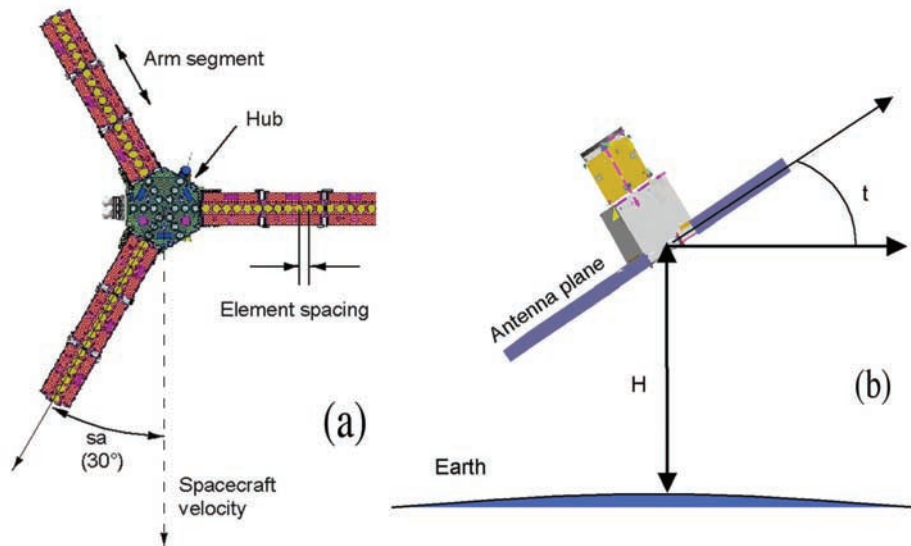 Arm segment
Hub
Element spacing
sa
(30°)
(a)
Spacecraft
velocity
t
Antenna plane
H
(b)
Earth